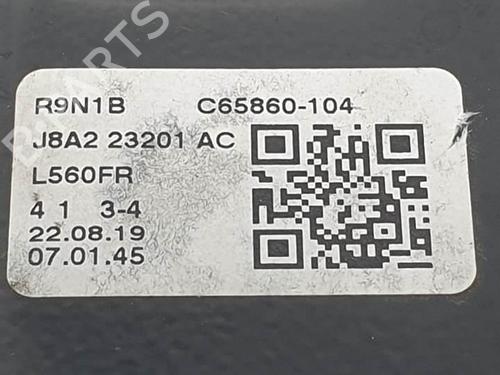 R9N1B C65860-104
J8A2 23201 AC
L560FR
4 1 3-4
22.08.19
07.01.45